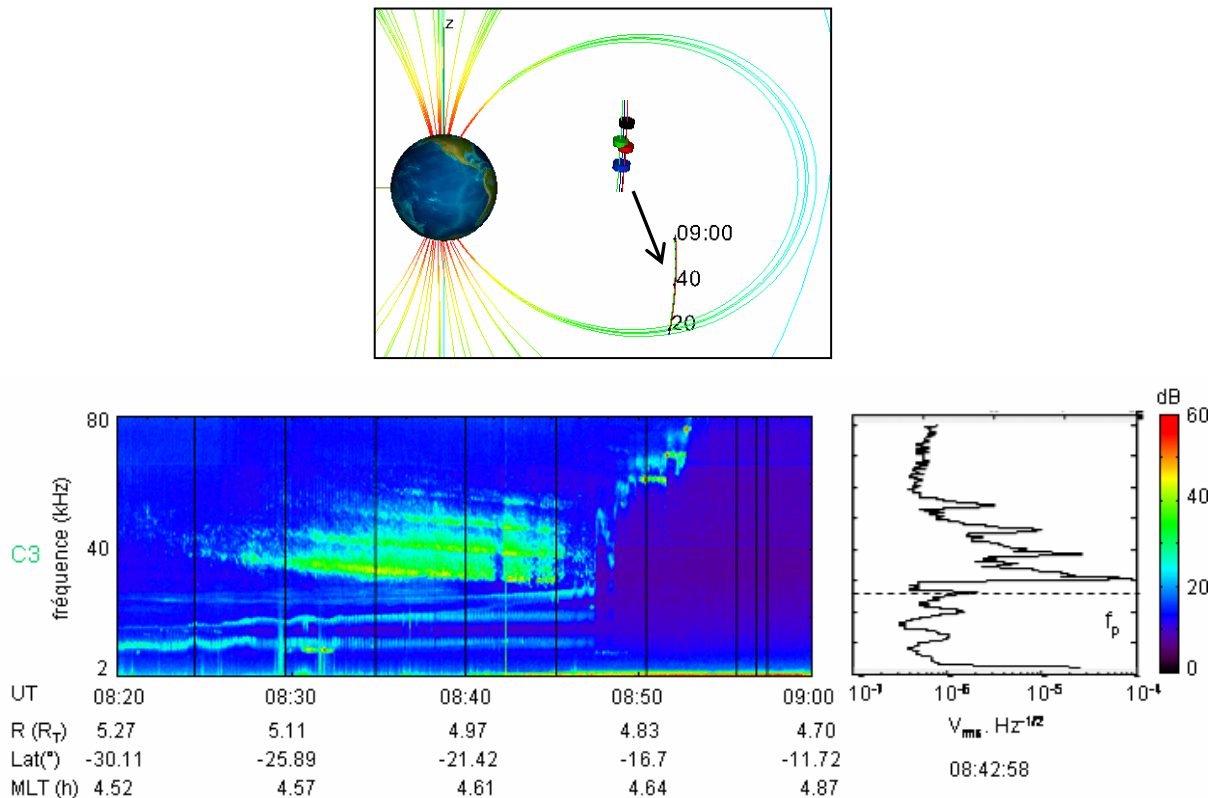 z
09:00
40
20
80
40
2
fréquence (kHz)
C3
UT 08:20 08:30 08:40 08:50 09:00
R (R_T) 5.27 5.11 4.97 4.83 4.70
Lat(°) -30.11 -25.89 -21.42 -16.7 -11.72
MLT (h) 4.52 4.57 4.61 4.64 4.87
f_p
10^-7 10^-6 10^-5 10^-4
V_rms . Hz^-1/2
08:42:58
dB
60
40
20
0